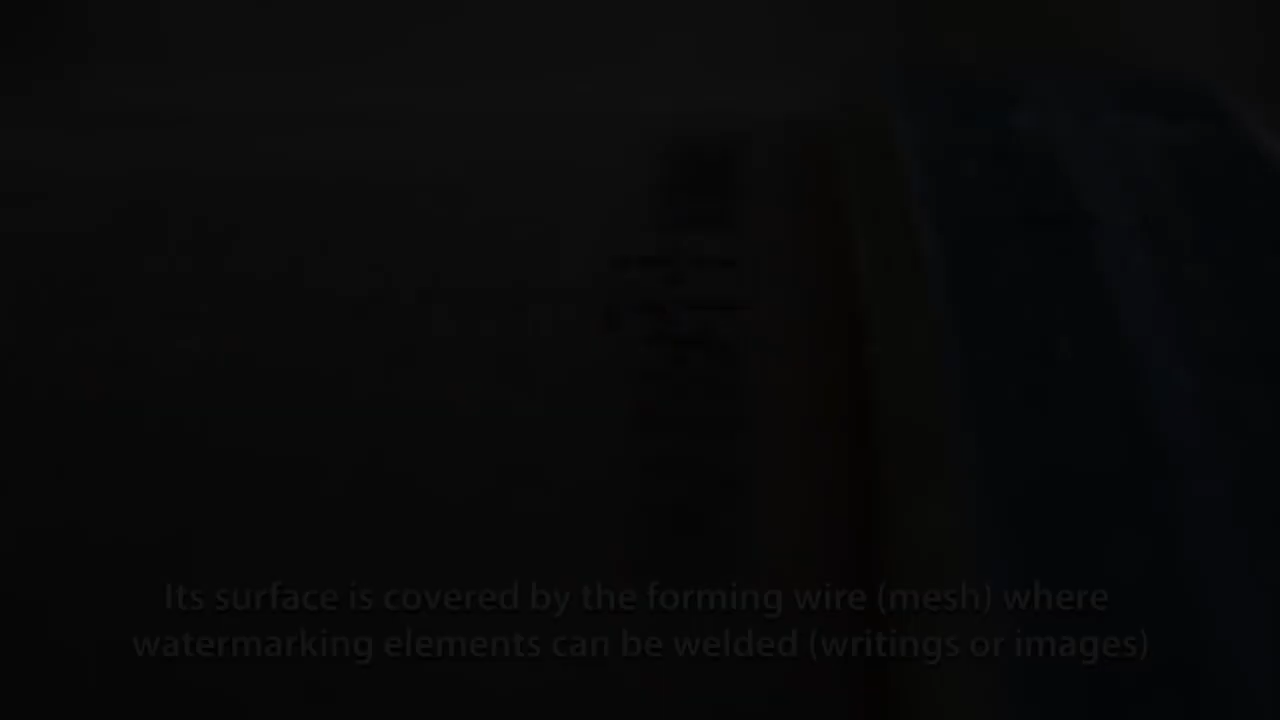 Its surface is covered by the forming wire (mesh) where
watermarking elements can be welded (writings or images)